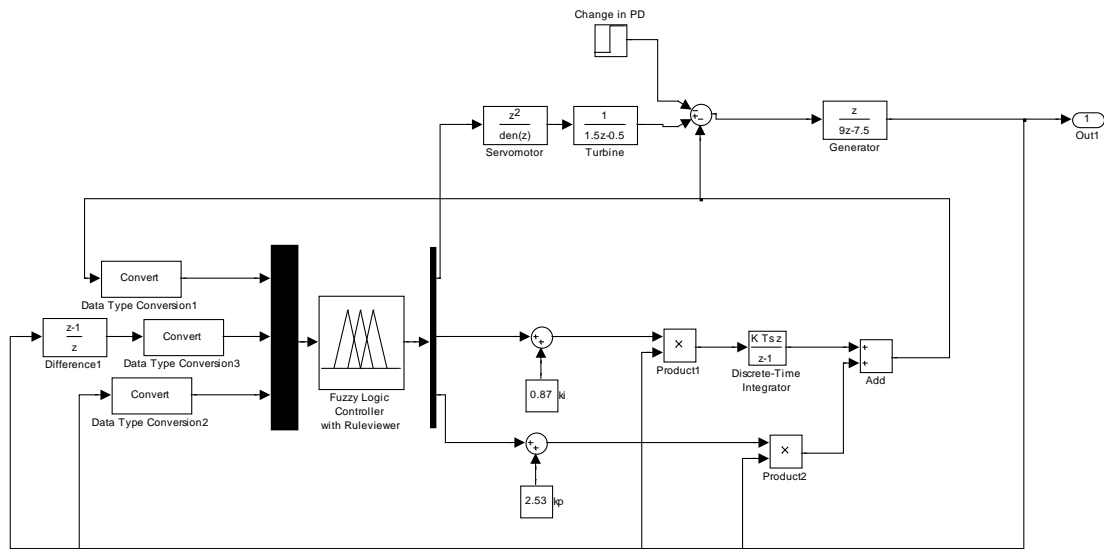 Change in PD
z2
den(z)
Servomotor
1
1.5z-0.5
Turbine
z
9z-7.5
Generator
1
Out1
Convert
Data Type Conversion1
z-1
z
Difference1
Convert
Data Type Conversion3
Convert
Data Type Conversion2
Fuzzy Logic
Controller
with Ruleviewer
0.87
ki
2.53
kp
×
Product1
K Ts z
z-1
Discrete-Time
Integrator
Add
×
Product2